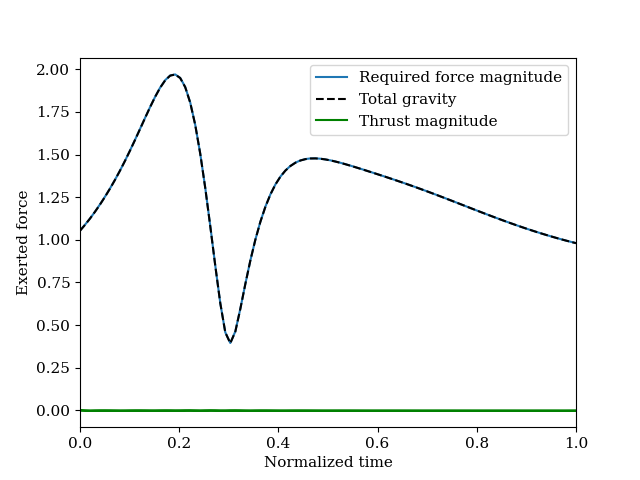 Required force magnitude
Total gravity
Thrust magnitude
Exerted force
2.00
1.75
1.50
1.25
1.00
0.75
0.50
0.25
0.00
0.0 0.2 0.4 0.6 0.8 1.0
Normalized time